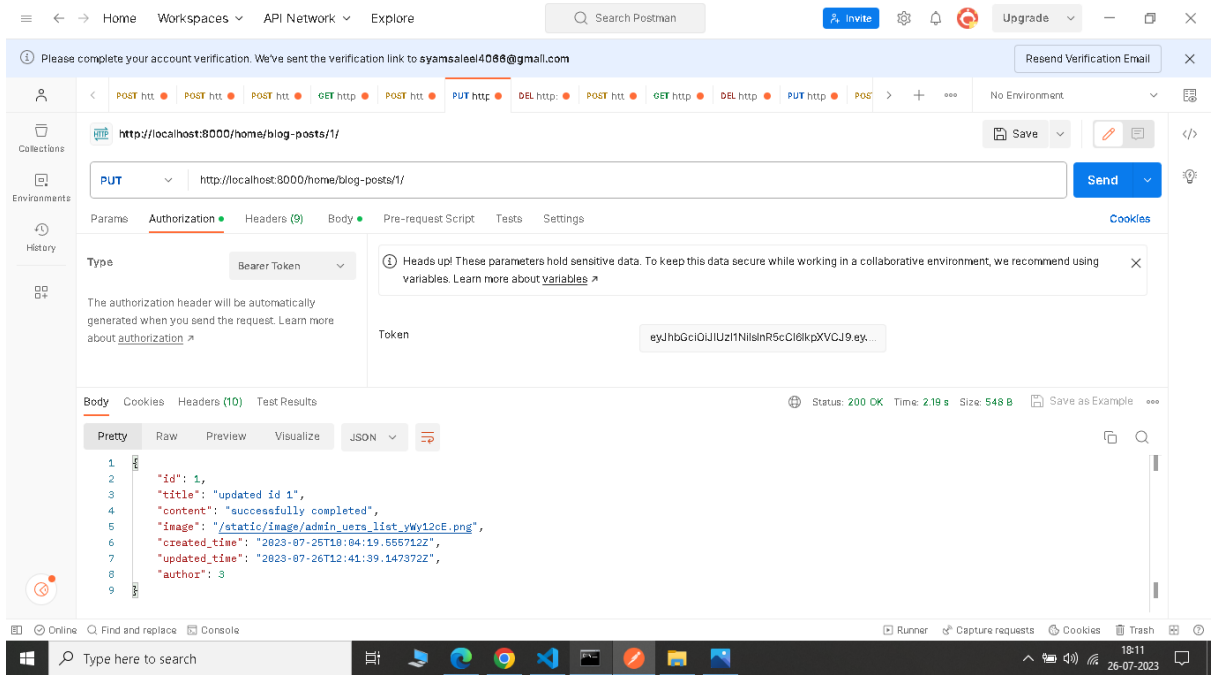 Home Workspaces API Network Explore Search Postman Invite Upgrade
Please complete your account verification. We've sent the verification link to syamsaleel4066@gmail.com Resend Verification Email
POST htt POST htt POST htt GET http POST htt PUT http DEL http: POST htt GET http DEL http PUT http POS No Environment
Collections
Environments
History
HTTP http://localhost:8000/home/blog-posts/1/ Save
PUT http://localhost:8000/home/blog-posts/1/ Send
Params Authorization Headers (9) Body Pre-request Script Tests Settings Cookies
Type Bearer Token
The authorization header will be automatically
generated when you send the request. Learn more
about authorization ↗
Heads up! These parameters hold sensitive data. To keep this data secure while working in a collaborative environment, we recommend using
variables. Learn more about variables ↗
Token eyJhbGciOiJIUzI1NiIsInR5cCI6IkpXVCJ9.ey....
Body Cookies Headers (10) Test Results Status: 200 OK Time: 2.19 s Size: 548 B Save as Example
Pretty Raw Preview Visualize JSON
1 {
2 "id": 1,
3 "title": "updated id 1",
4 "content": "successfully completed",
5 "image": "/static/image/admin_uers_list_yWy12cE.png",
6 "created_time": "2023-07-25T18:04:19.555712Z",
7 "updated_time": "2023-07-26T12:41:39.147372Z",
8 "author": 3
9 }
Online Find and replace Console Runner Capture requests Cookies Trash
Type here to search
18:11
26-07-2023